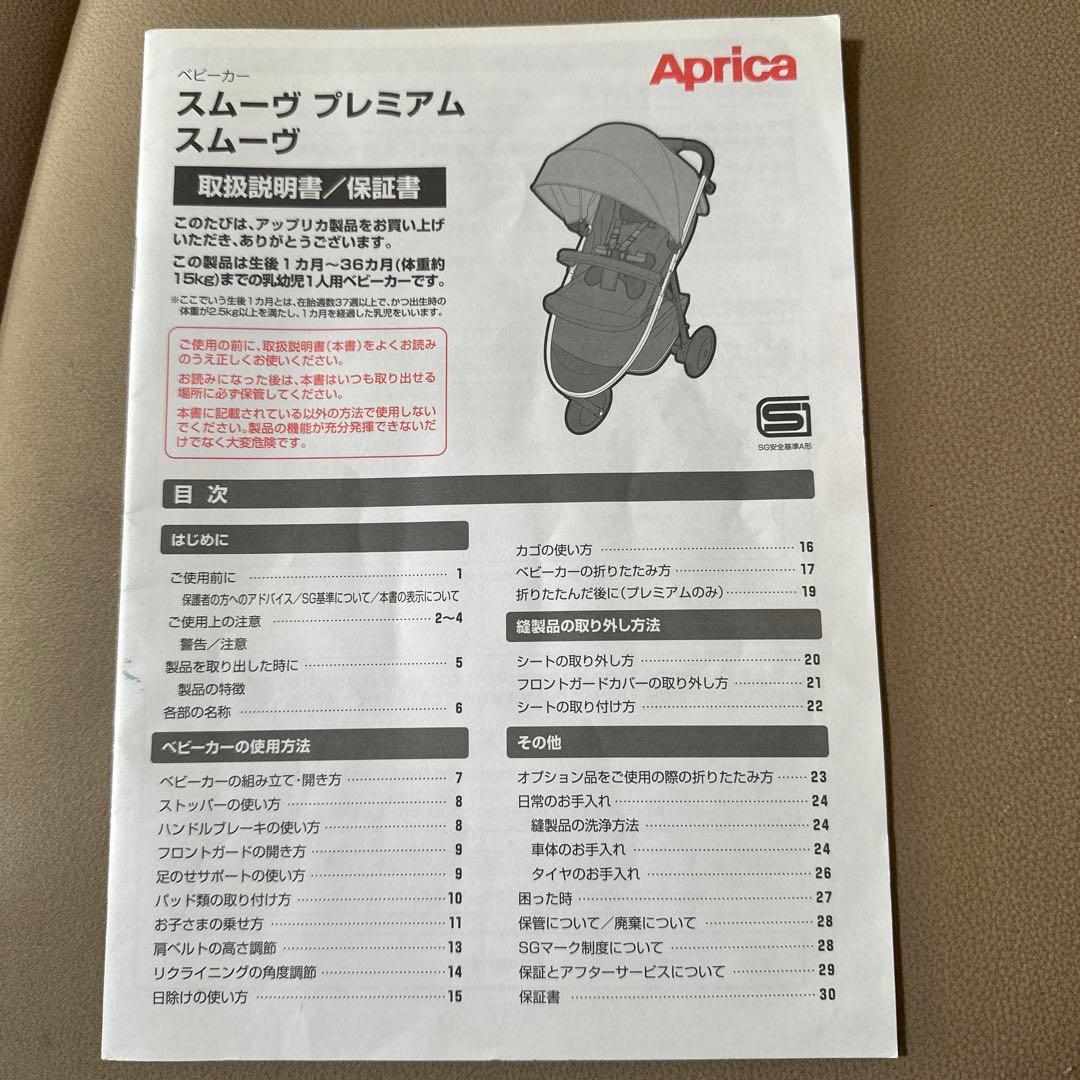 ベビーカー
スムーヴ プレミアム
スムーヴ
Aprica
取扱説明書／保証書
このたびは、アップリカ製品をお買い上げ
いただき、ありがとうございます。
この製品は生後1カ月〜36カ月(体重約
15kg)までの乳幼児1人用ベビーカーです。
※ここでいう生後1カ月とは、在胎週数37週以上で、かつ出生時の
体重が2.5kg以上を満たし、1カ月を経過した乳児をいいます。
ご使用の前に、取扱説明書(本書)をよくお読み
のうえ正しくお使いください。
お読みになった後は、本書はいつも取り出せる
場所に必ず保管してください。
本書に記載されている以外の方法で使用しない
でください。製品の機能が充分発揮できないだ
けでなく大変危険です。
SG安全基準A形
目 次
はじめに
ご使用前に ………… 1
保護者の方へのアドバイス／SG基準について／本書の表示について
ご使用上の注意 ………… 2〜4
警告／注意
製品を取り出した時に ………… 5
製品の特徴
各部の名称 ………… 6
ベビーカーの使用方法
ベビーカーの組み立て・開き方 ………… 7
ストッパーの使い方 ………… 8
ハンドルブレーキの使い方 ………… 8
フロントガードの開き方 ………… 9
足のせサポートの使い方 ………… 9
パッド類の取り付け方 ………… 10
お子さまの乗せ方 ………… 11
肩ベルトの高さ調節 ………… 13
リクライニングの角度調節 ………… 14
日除けの使い方 ………… 15
カゴの使い方 ………… 16
ベビーカーの折りたたみ方 ………… 17
折りたたんだ後に(プレミアムのみ) ………… 19
縫製品の取り外し方法
シートの取り外し方 ………… 20
フロントガードカバーの取り外し方 ………… 21
シートの取り付け方 ………… 22
その他
オプション品をご使用の際の折りたたみ方 …… 23
日常のお手入れ ………… 24
縫製品の洗浄方法 ………… 24
車体のお手入れ ………… 24
タイヤのお手入れ ………… 26
困った時 ………… 27
保管について／廃棄について ………… 28
SGマーク制度について ………… 28
保証とアフターサービスについて ………… 29
保証書 ………… 30